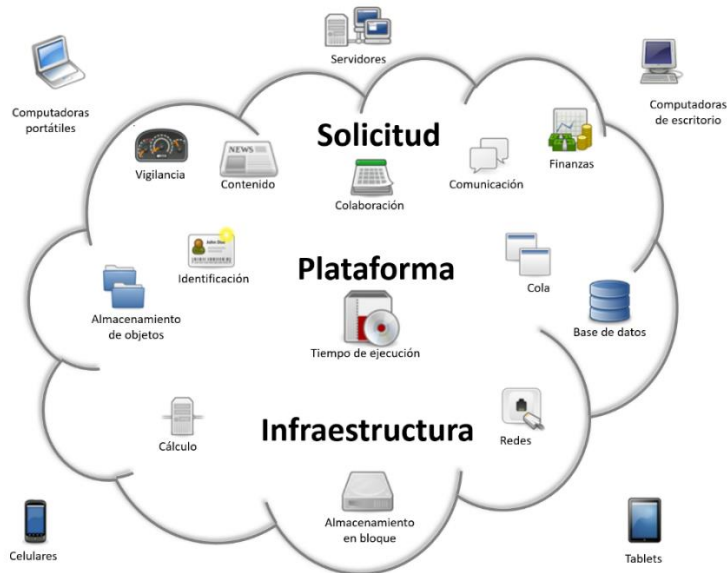 Servidores
Computadoras
portátiles
Computadoras
de escritorio
Solicitud
NEWS
Finanzas
Vigilancia
Contenido
Comunicación
Colaboración
Identificación
Plataforma
Cola
Almacenamiento
de objetos
Base de datos
Tiempo de ejecución
Infraestructura
Cálculo
Redes
Almacenamiento
en bloque
Celulares
Tablets